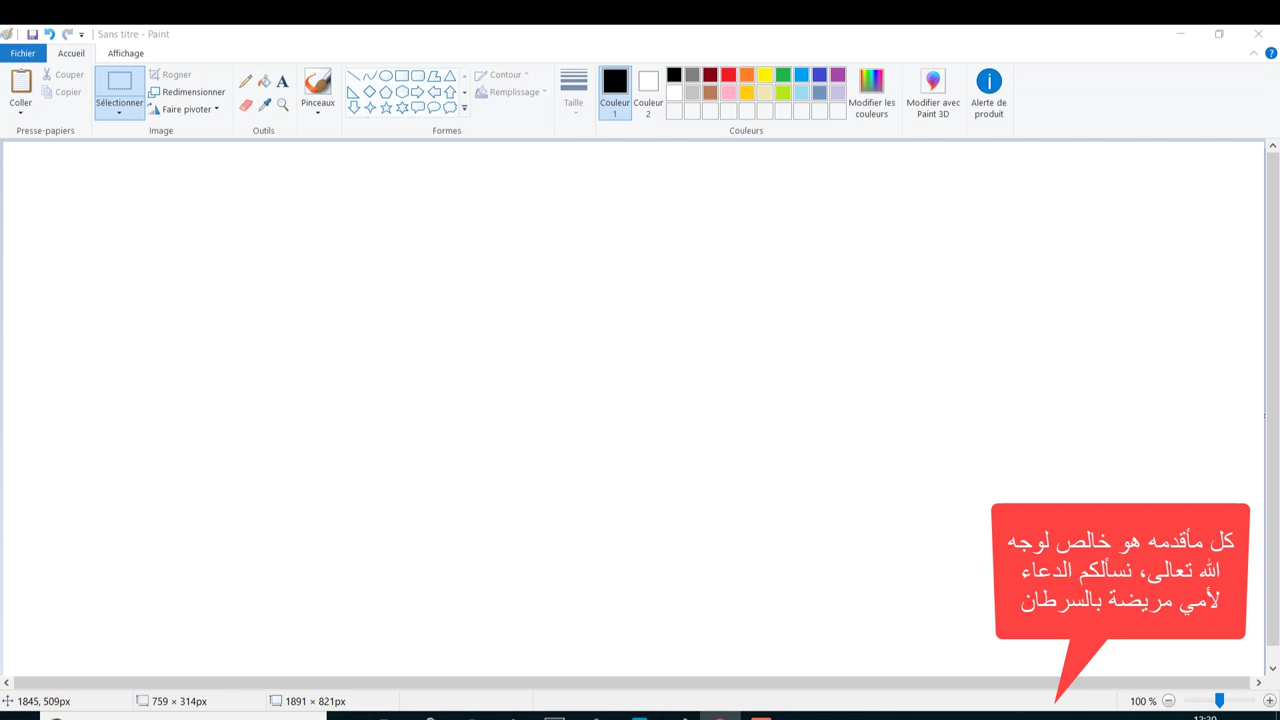 Sans titre - Paint
Fichier Accueil Affichage
Coller
Couper
Copier
Presse-papiers
Sélectionner
Rogner
Redimensionner
Faire pivoter
Image
Outils
Pinceaux
Formes
Contour
Remplissage
Taille
Couleur
1
Couleur
2
Modifier les
couleurs
Couleurs
Modifier avec
Paint 3D
Alerte de
produit
كل مأقدمه هو خالص لوجه
الله تعالى، نسألكم الدعاء
لأمي مريضة بالسرطان
1845, 509px
759 × 314px
1891 × 821px
100 %